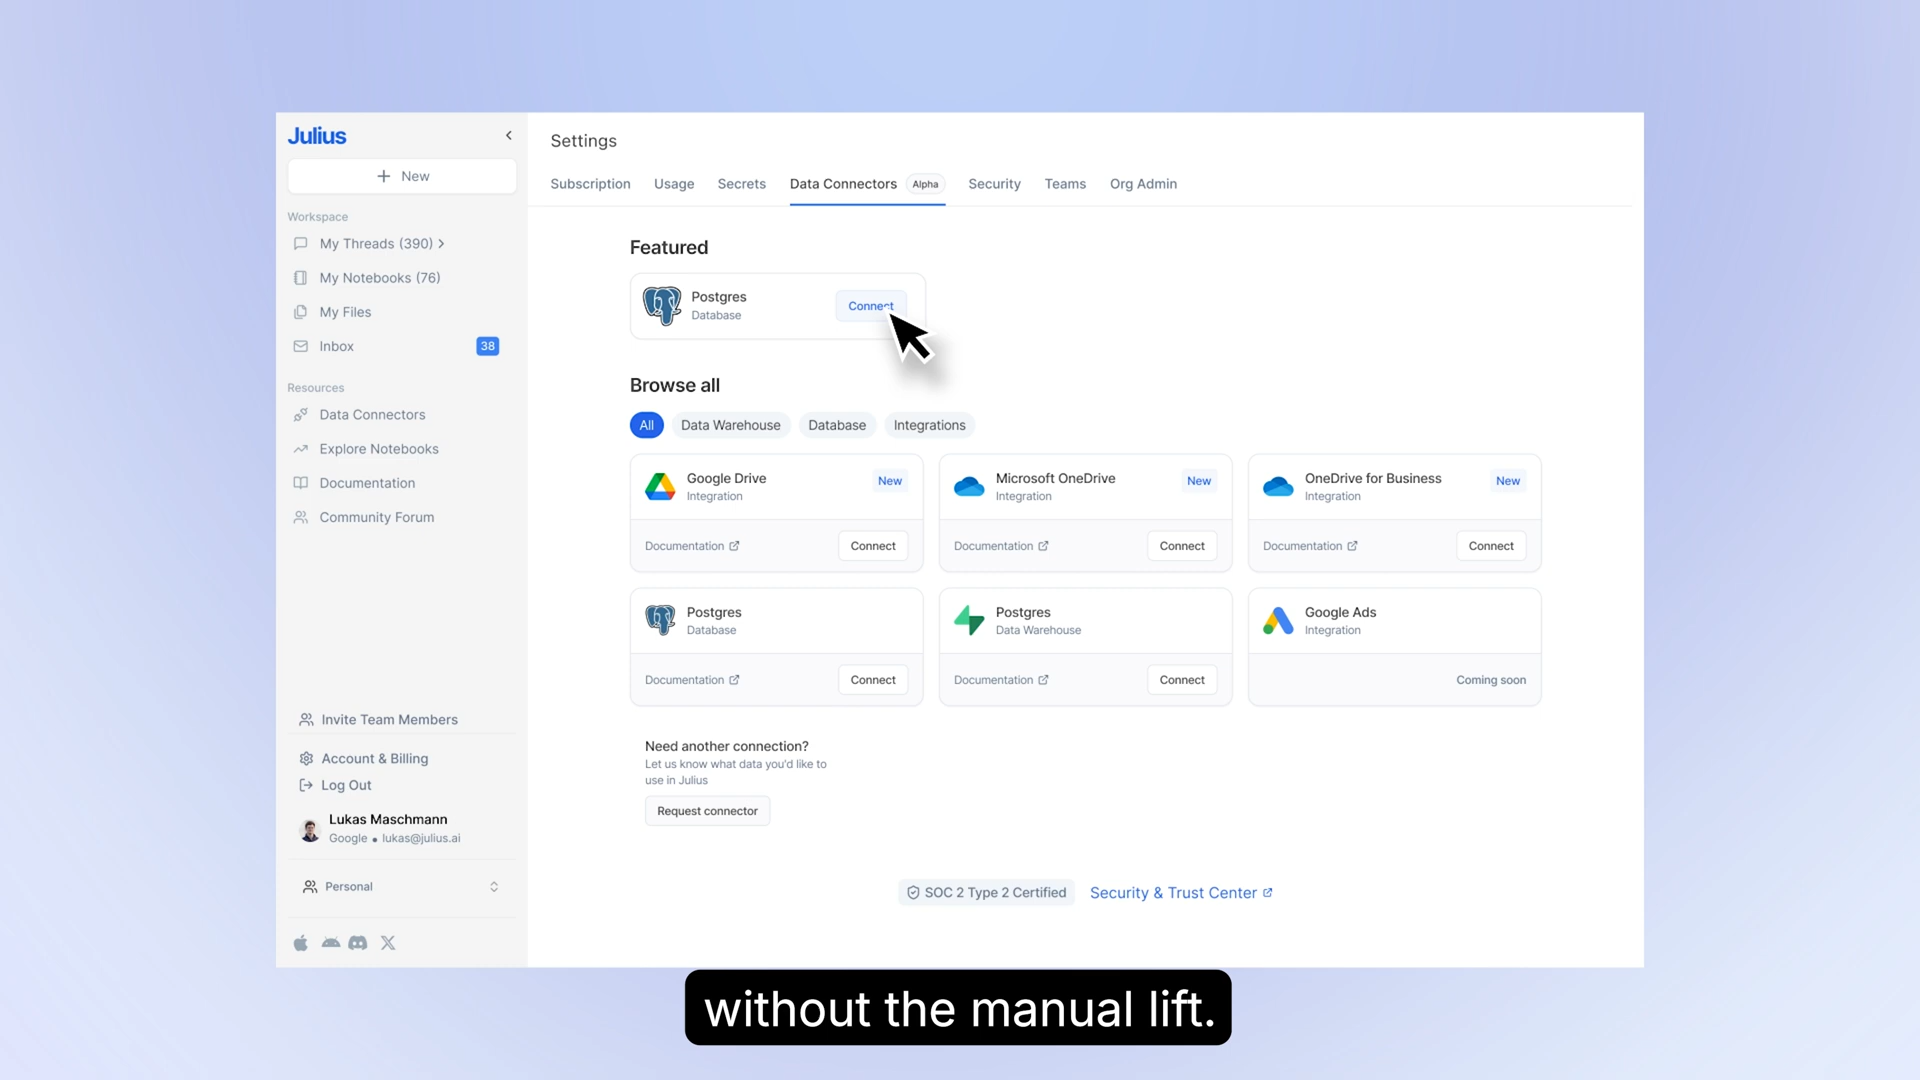 Julius
New
Workspace
My Threads (390)
My Notebooks (76)
My Files
Inbox
38
Resources
Data Connectors
Explore Notebooks
Documentation
Community Forum
Invite Team Members
Account & Billing
Log Out
Lukas Maschmann
Google • lukas@julius.ai
Personal
Settings
Subscription Usage Secrets Data Connectors Alpha Security Teams Org Admin
Featured
Postgres
Database
Connect
Browse all
All Data Warehouse Database Integrations
Google Drive
Integration
New
Documentation
Connect
Microsoft OneDrive
Integration
New
Documentation
Connect
OneDrive for Business
Integration
New
Documentation
Connect
Postgres
Database
Documentation
Connect
Postgres
Data Warehouse
Documentation
Connect
Google Ads
Integration
Coming soon
Need another connection?
Let us know what data you'd like to
use in Julius
Request connector
SOC 2 Type 2 Certified
Security & Trust Center
without the manual lift.